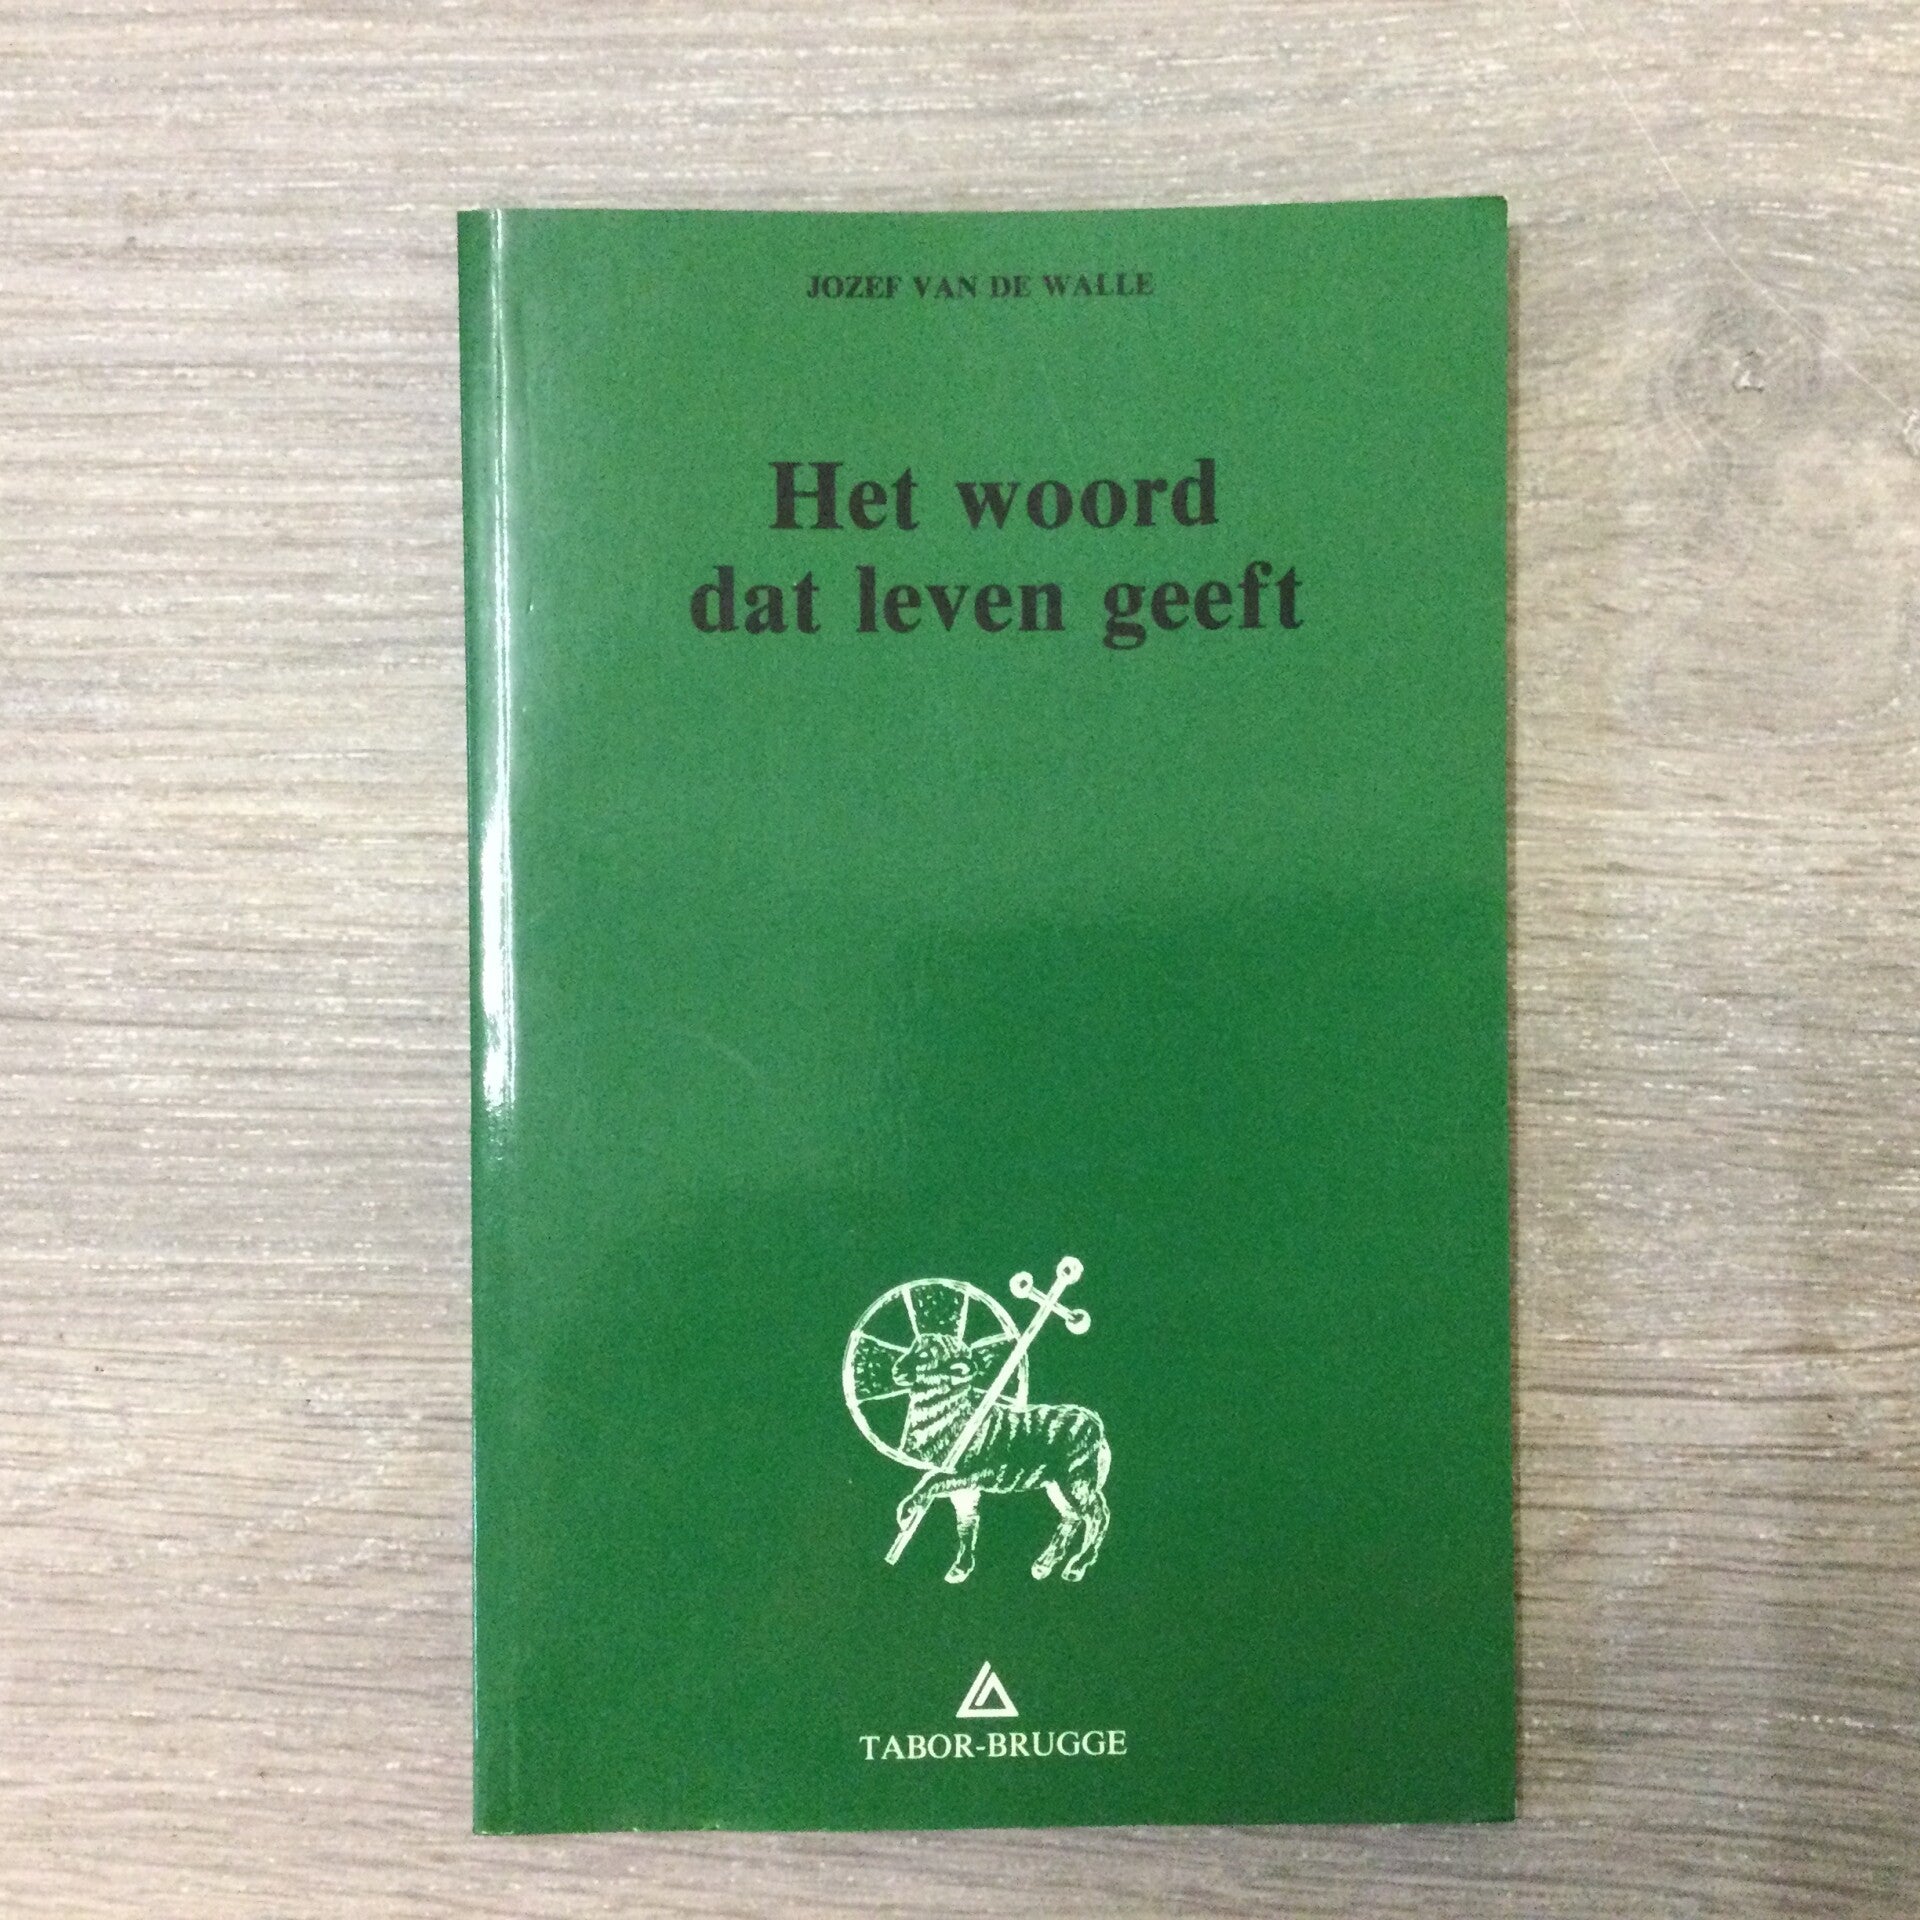 JOZEF VAN DE WALLE
Het woord
dat leven geeft
TABOR-BRUGGE